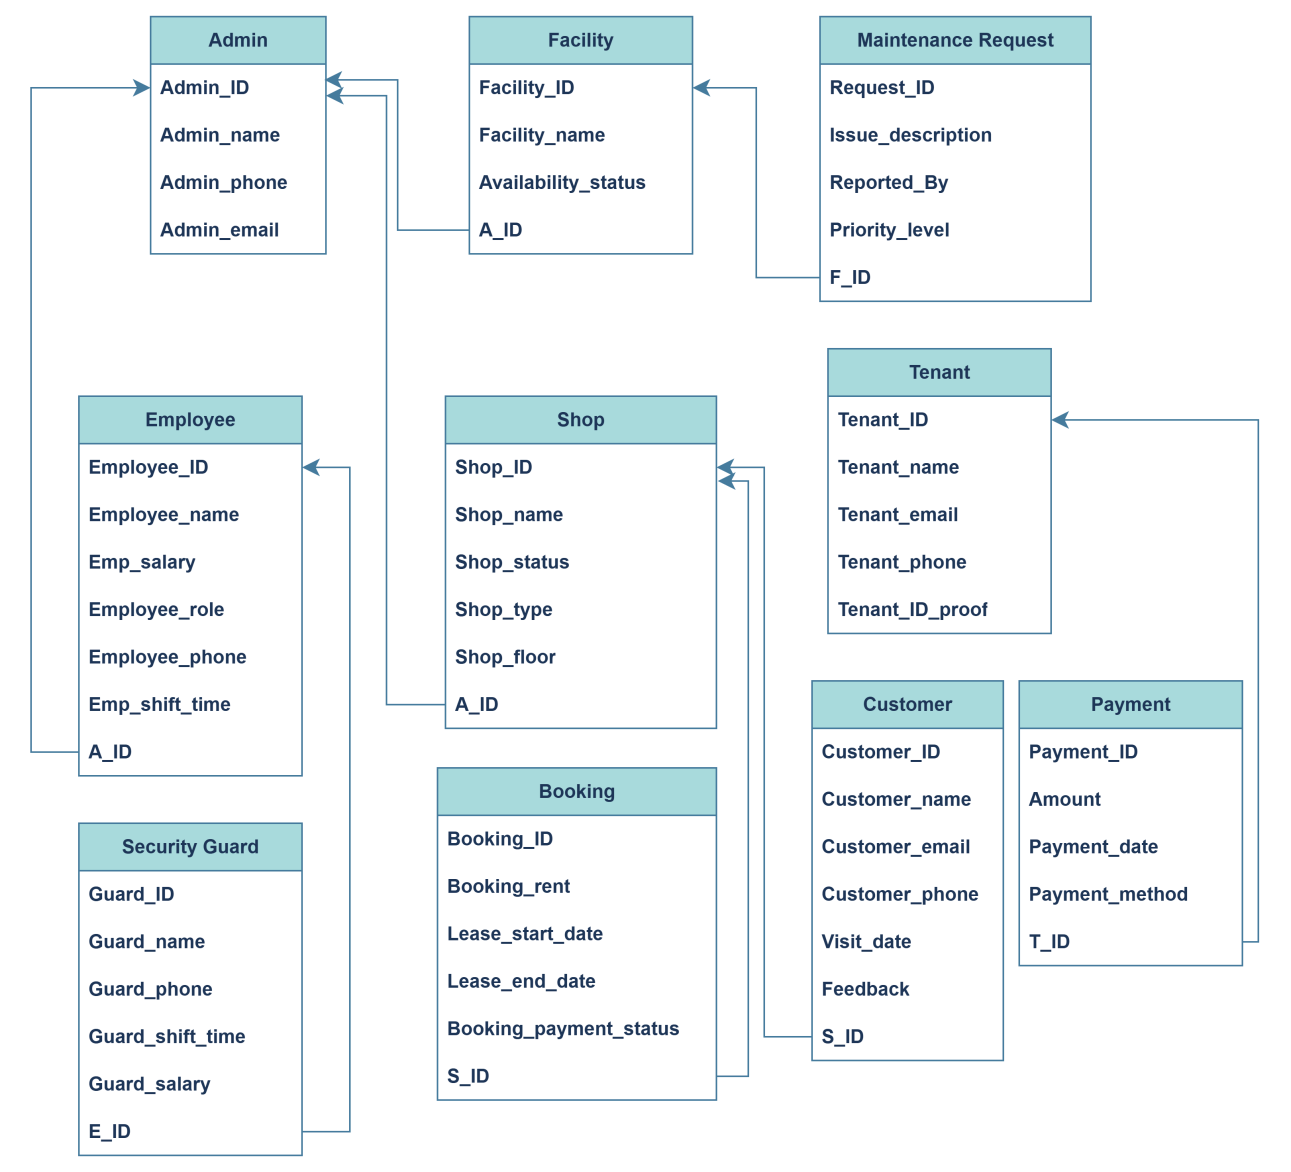 Admin
Admin_ID
Admin_name
Admin_phone
Admin_email
Facility
Facility_ID
Facility_name
Availability_status
A_ID
Maintenance Request
Request_ID
Issue_description
Reported_By
Priority_level
F_ID
Employee
Employee_ID
Employee_name
Emp_salary
Employee_role
Employee_phone
Emp_shift_time
A_ID
Shop
Shop_ID
Shop_name
Shop_status
Shop_type
Shop_floor
A_ID
Tenant
Tenant_ID
Tenant_name
Tenant_email
Tenant_phone
Tenant_ID_proof
Security Guard
Guard_ID
Guard_name
Guard_phone
Guard_shift_time
Guard_salary
E_ID
Booking
Booking_ID
Booking_rent
Lease_start_date
Lease_end_date
Booking_payment_status
S_ID
Customer
Customer_ID
Customer_name
Customer_email
Customer_phone
Visit_date
Feedback
S_ID
Payment
Payment_ID
Amount
Payment_date
Payment_method
T_ID